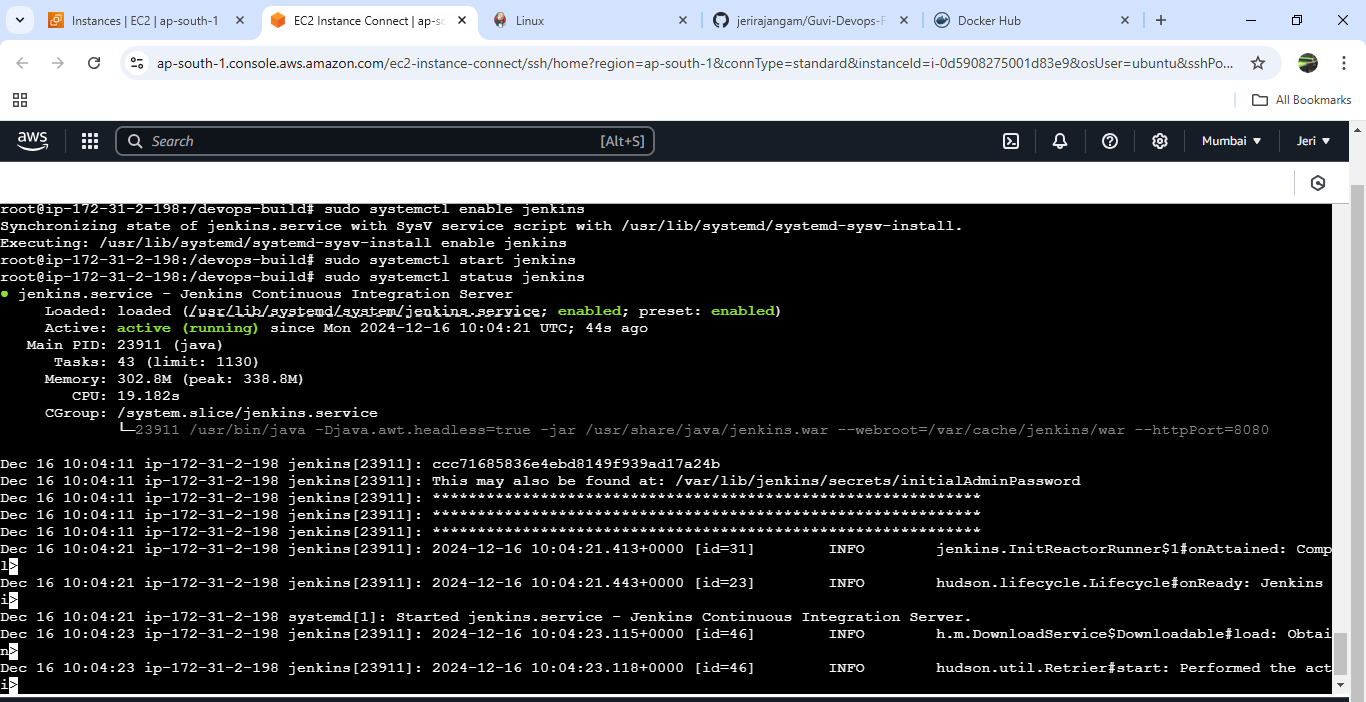 Instances | EC2 | ap-south-1
EC2 Instance Connect | ap-so
Linux
jerirajangam/Guvi-Devops-F
Docker Hub
ap-south-1.console.aws.amazon.com/ec2-instance-connect/ssh/home?region=ap-south-1&connType=standard&instanceId=i-0d5908275001d83e9&osUser=ubuntu&sshPo...
All Bookmarks
aws
Search
[Alt+S]
Mumbai
Jeri
root@ip-172-31-2-198:/devops-build# sudo systemctl enable jenkins
Synchronizing state of jenkins.service with SysV service script with /usr/lib/systemd/systemd-sysv-install.
Executing: /usr/lib/systemd/systemd-sysv-install enable jenkins
root@ip-172-31-2-198:/devops-build# sudo systemctl start jenkins
root@ip-172-31-2-198:/devops-build# sudo systemctl status jenkins
● jenkins.service - Jenkins Continuous Integration Server
Loaded: loaded (/usr/lib/systemd/system/jenkins.service; enabled; preset: enabled)
Active: active (running) since Mon 2024-12-16 10:04:21 UTC; 44s ago
Main PID: 23911 (java)
Tasks: 43 (limit: 1130)
Memory: 302.8M (peak: 338.8M)
CPU: 19.182s
CGroup: /system.slice/jenkins.service
└─23911 /usr/bin/java -Djava.awt.headless=true -jar /usr/share/java/jenkins.war --webroot=/var/cache/jenkins/war --httpPort=8080
Dec 16 10:04:11 ip-172-31-2-198 jenkins[23911]: ccc71685836e4ebd8149f939ad17a24b
Dec 16 10:04:11 ip-172-31-2-198 jenkins[23911]: This may also be found at: /var/lib/jenkins/secrets/initialAdminPassword
Dec 16 10:04:11 ip-172-31-2-198 jenkins[23911]: *************************************************************
Dec 16 10:04:11 ip-172-31-2-198 jenkins[23911]: *************************************************************
Dec 16 10:04:11 ip-172-31-2-198 jenkins[23911]: *************************************************************
Dec 16 10:04:21 ip-172-31-2-198 jenkins[23911]: 2024-12-16 10:04:21.413+0000 [id=31] INFO jenkins.InitReactorRunner$1#onAttained: Comp
l>
Dec 16 10:04:21 ip-172-31-2-198 jenkins[23911]: 2024-12-16 10:04:21.443+0000 [id=23] INFO hudson.lifecycle.Lifecycle#onReady: Jenkins
i>
Dec 16 10:04:21 ip-172-31-2-198 systemd[1]: Started jenkins.service - Jenkins Continuous Integration Server.
Dec 16 10:04:23 ip-172-31-2-198 jenkins[23911]: 2024-12-16 10:04:23.115+0000 [id=46] INFO h.m.DownloadService$Downloadable#load: Obtai
n>
Dec 16 10:04:23 ip-172-31-2-198 jenkins[23911]: 2024-12-16 10:04:23.118+0000 [id=46] INFO hudson.util.Retrier#start: Performed the act
i>